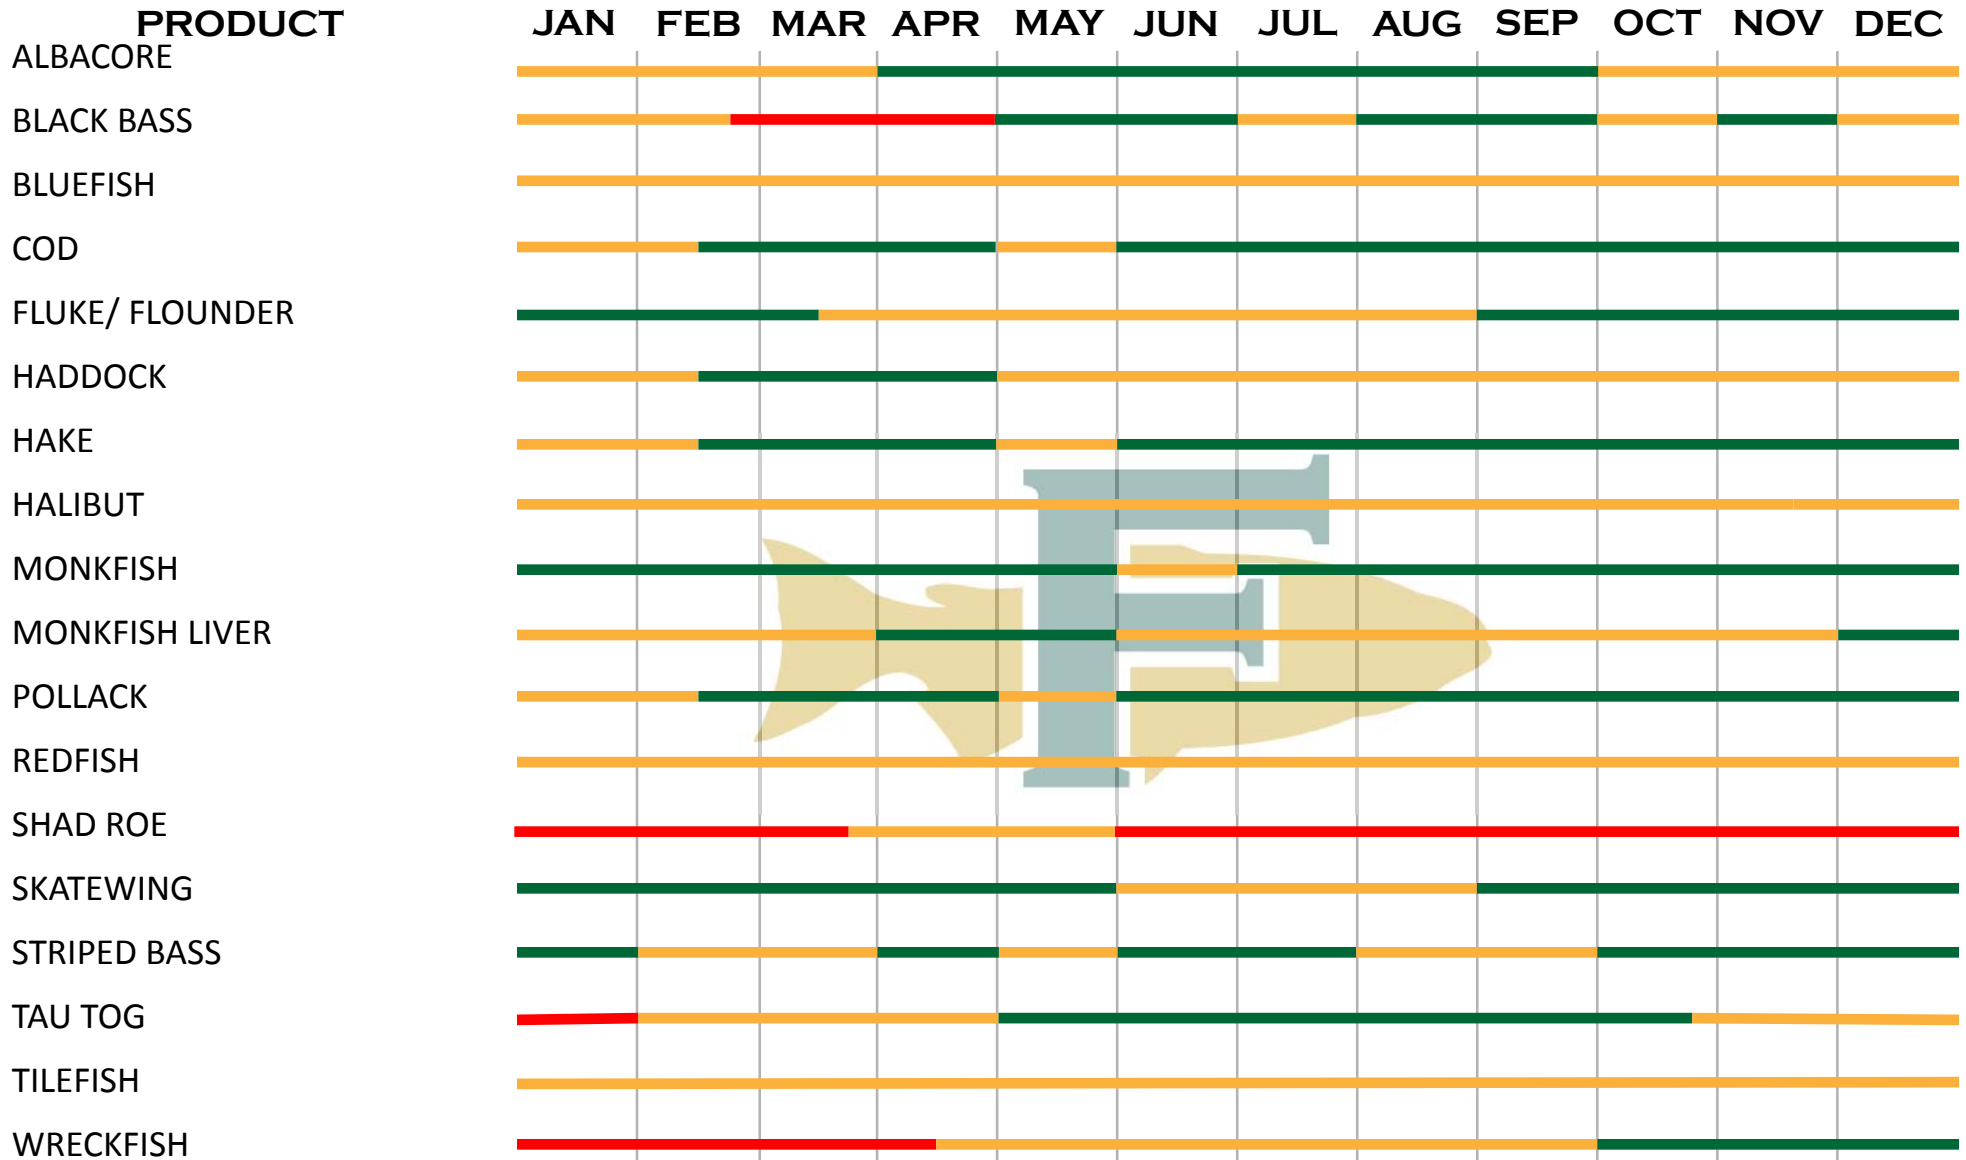 PRODUCT JAN FEB MAR APR MAY JUN JUL AUG SEP OCT NOV DEC
ALBACORE
BLACK BASS
BLUEFISH
COD
FLUKE/ FLOUNDER
HADDOCK
HAKE
HALIBUT
MONKFISH
MONKFISH LIVER
POLLACK
REDFISH
SHAD ROE
SKATEWING
STRIPED BASS
TAU TOG
TILEFISH
WRECKFISH
FF